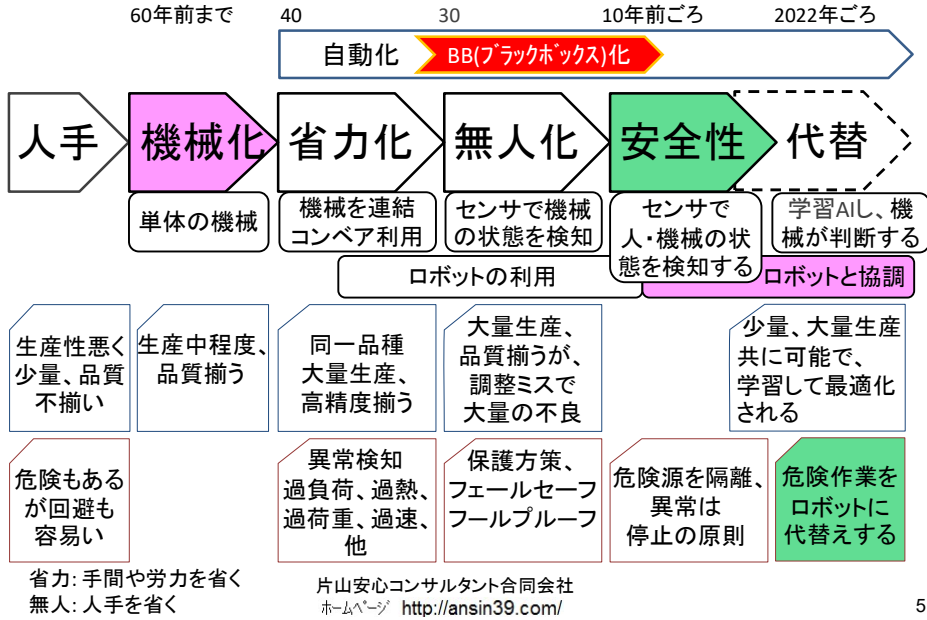 60年前まで
40
30
10年前ごろ
2022年ごろ
自動化
BB(ブラックボックス)化
人手
機械化
省力化
無人化
安全性
代替
単体の機械
機械を連結
コンベア利用
センサで機械
の状態を検知
センサで
人・機械の状
態を検知する
学習AIし、機
械が判断する
ロボットの利用
ロボットと協調
生産性悪く
少量、品質
不揃い
生産中程度、
品質揃う
同一品種
大量生産、
高精度揃う
大量生産、
品質揃うが、
調整ミスで
大量の不良
少量、大量生産
共に可能で、
学習して最適化
される
危険もある
が回避も
容易い
異常検知
過負荷、過熱、
過荷重、過速、
他
保護方策、
フェールセーフ
フールプルーフ
危険源を隔離、
異常は
停止の原則
危険作業を
ロボットに
代替えする
省力: 手間や労力を省く
無人: 人手を省く
片山安心コンサルタント合同会社
ホームページ http://ansin39.com/
5